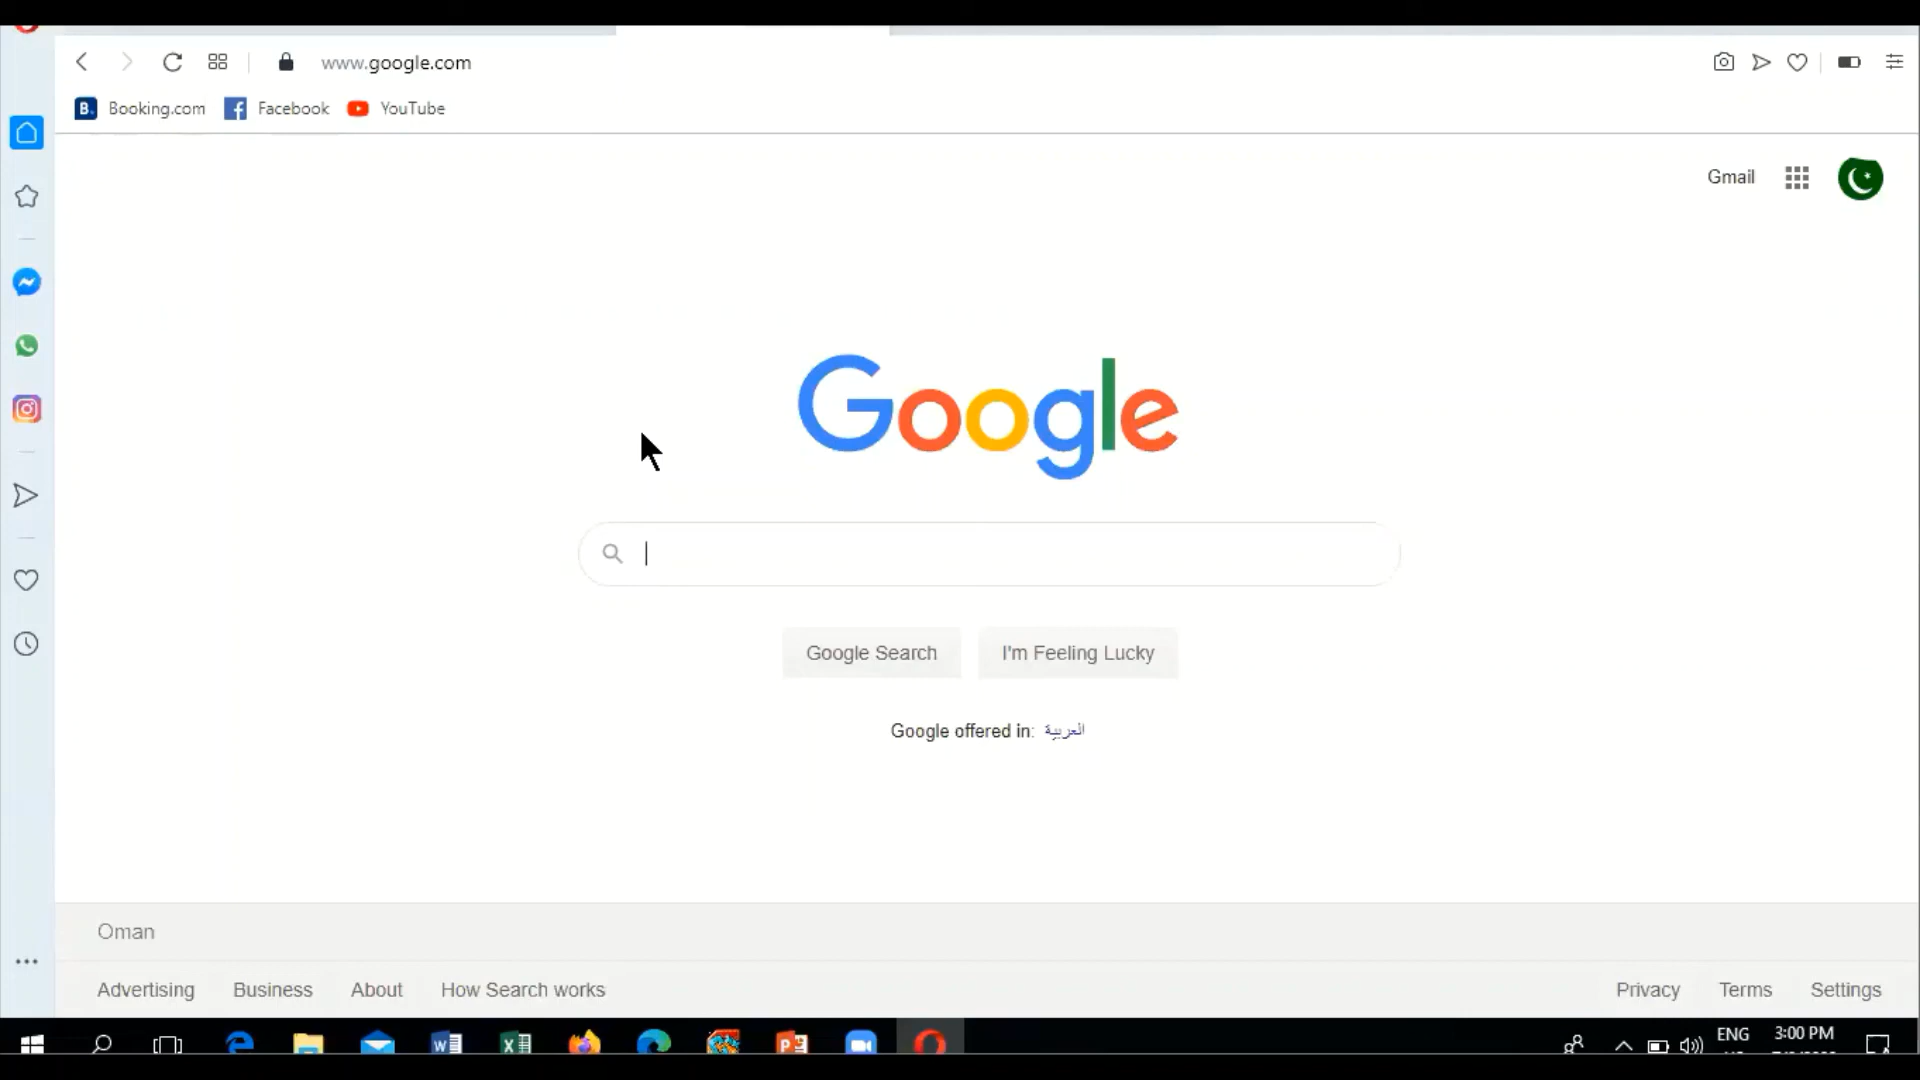 www.google.com
B. Booking.com Facebook YouTube
Gmail
Google
Google Search I'm Feeling Lucky
Google offered in: العربية
Oman
Advertising Business About How Search works Privacy Terms Settings
ENG 3:00 PM